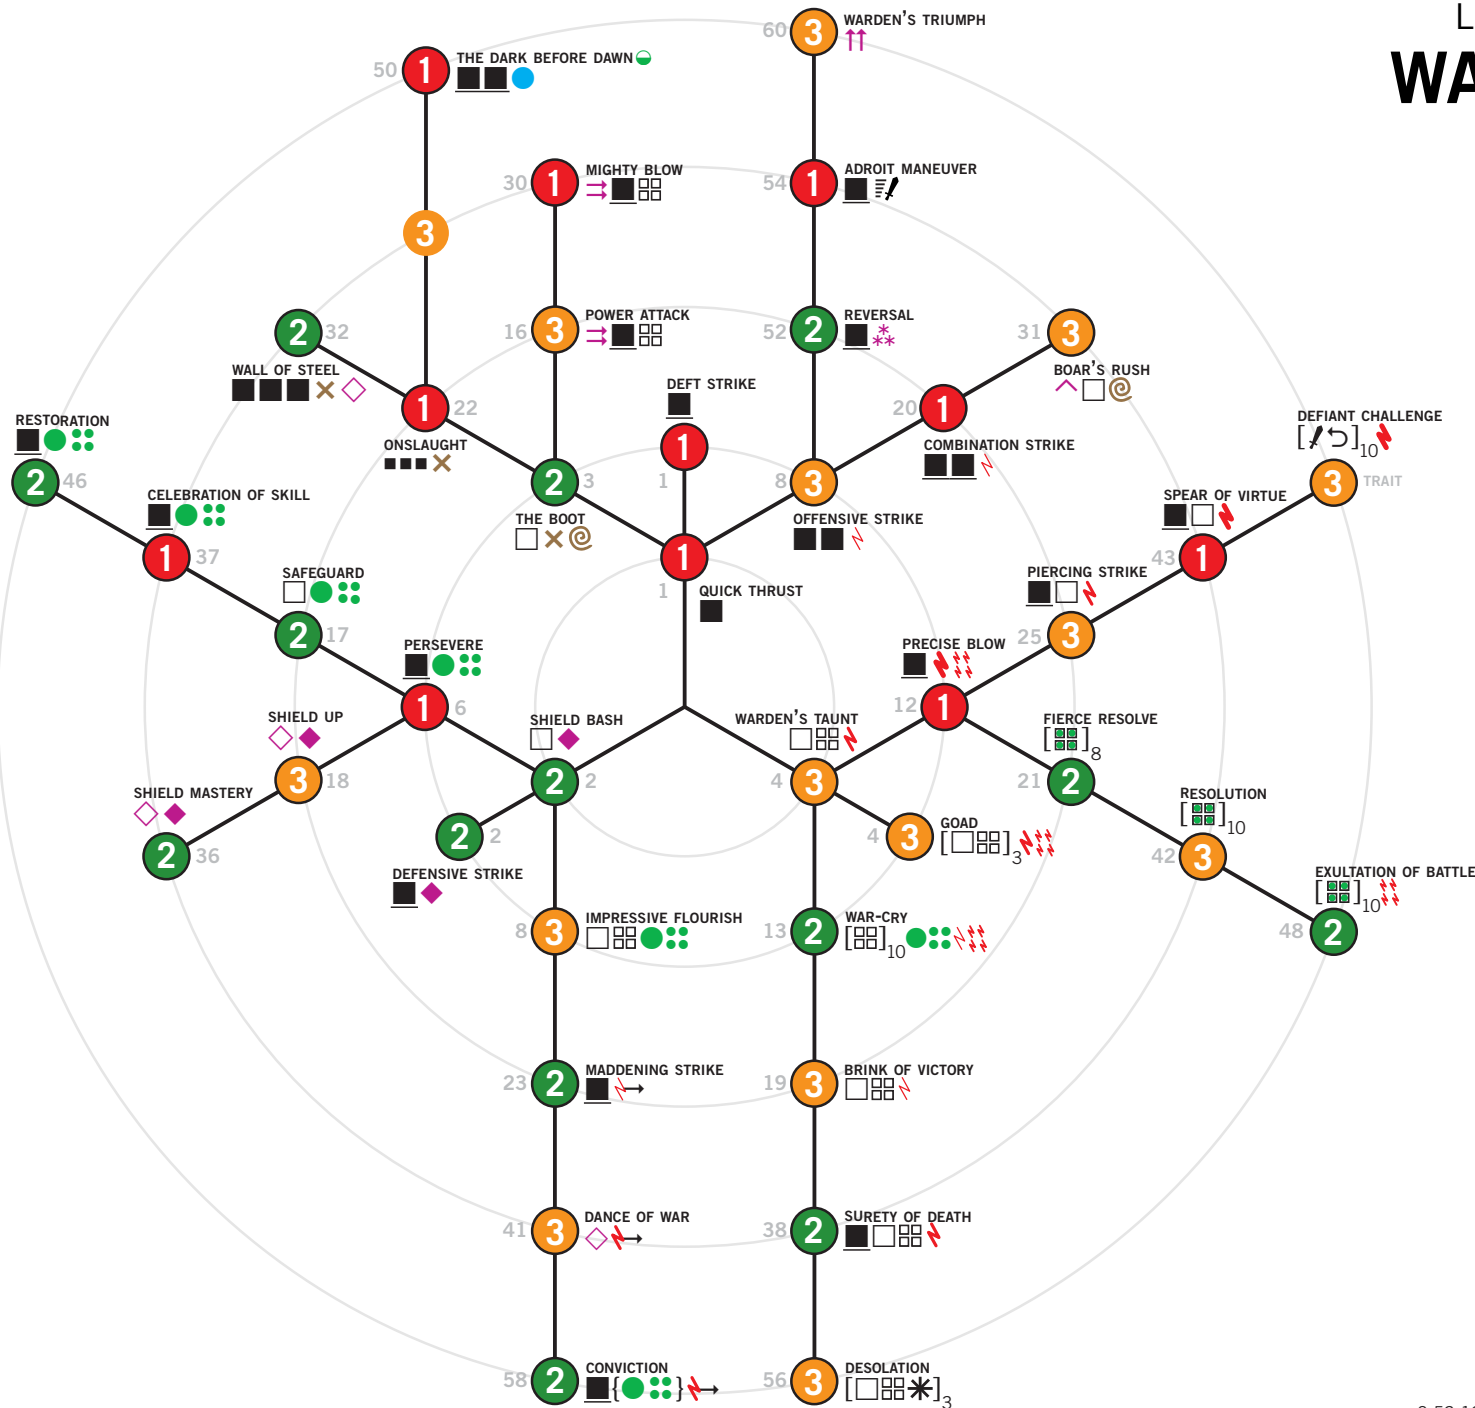 L
WA
60 3 WARDEN'S TRIUMPH
50 1 THE DARK BEFORE DAWN
30 1 MIGHTY BLOW
54 1 ADROIT MANEUVER
3
2 32
WALL OF STEEL
16 3 POWER ATTACK
52 2 REVERSAL
31 3
BOAR'S RUSH
DEFT STRIKE
1
1
1 22
ONSLAUGHT
20 1
COMBINATION STRIKE
RESTORATION
2 46
DEFIANT CHALLENGE
[ ]10
3 TRAIT
2 3
THE BOOT
8 3
OFFENSIVE STRIKE
CELEBRATION OF SKILL
1 37
SPEAR OF VIRTUE
43 1
1
1
QUICK THRUST
SAFEGUARD
2 17
PIERCING STRIKE
25 3
PERSEVERE
1 6
PRECISE BLOW
12 1
SHIELD UP
3 18
SHIELD BASH
2 2
WARDEN'S TAUNT
4 3
FIERCE RESOLVE
[ ]8
21 2
SHIELD MASTERY
2 36
2 2
DEFENSIVE STRIKE
4 3 GOAD
[ ]3
RESOLUTION
[ ]10
42 3
EXULTATION OF BATTLE
[ ]10
48 2
8 3 IMPRESSIVE FLOURISH
13 2 WAR-CRY
[ ]10
23 2 MADDENING STRIKE
19 3 BRINK OF VICTORY
41 3 DANCE OF WAR
38 2 SURETY OF DEATH
58 2 CONVICTION
{ }
56 3 DESOLATION
[ ]3